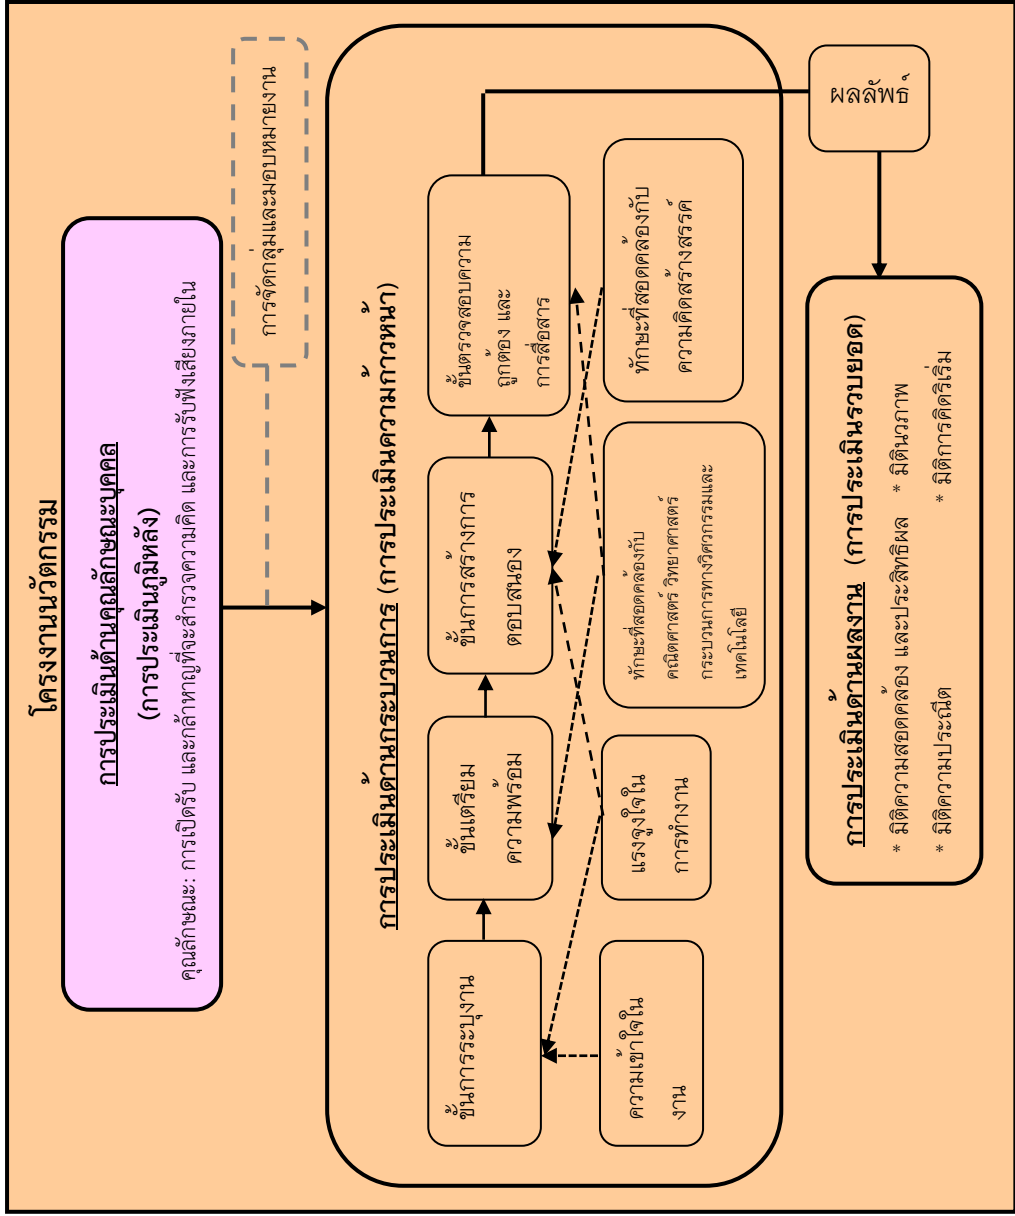 โครงงานนวัตกรรม
การประเมินด้านคุณลักษณะบุคคล
(การประเมินภูมิหลัง)
คุณลักษณะ: การเปิดรับ และกล้าหาญที่จะสำรวจความคิด และการรับฟังเสียงภายใน
การจัดกลุ่มและมอบหมายงาน
การประเมินด้านกระบวนการ (การประเมินความก้าวหน้า)
ขั้นการระบุงาน
ขั้นเตรียม
ความพร้อม
ขั้นการสร้างการ
ตอบสนอง
ขั้นตรวจสอบความ
ถูกต้อง และ
การสื่อสาร
ความเข้าใจใน
งาน
แรงจูงใจใน
การทำงาน
ทักษะที่สอดคล้องกับ
คณิตศาสตร์ วิทยาศาสตร์
กระบวนการทางวิศวกรรมและ
เทคโนโลยี
ทักษะที่สอดคล้องกับ
ความคิดสร้างสรรค์
ผลลัพธ์
การประเมินด้านผลงาน (การประเมินรวบยอด)
* มิติความสอดคล้อง และประสิทธิผล * มิตินวภาพ
* มิติความประณีต * มิติการคิดริเริ่ม